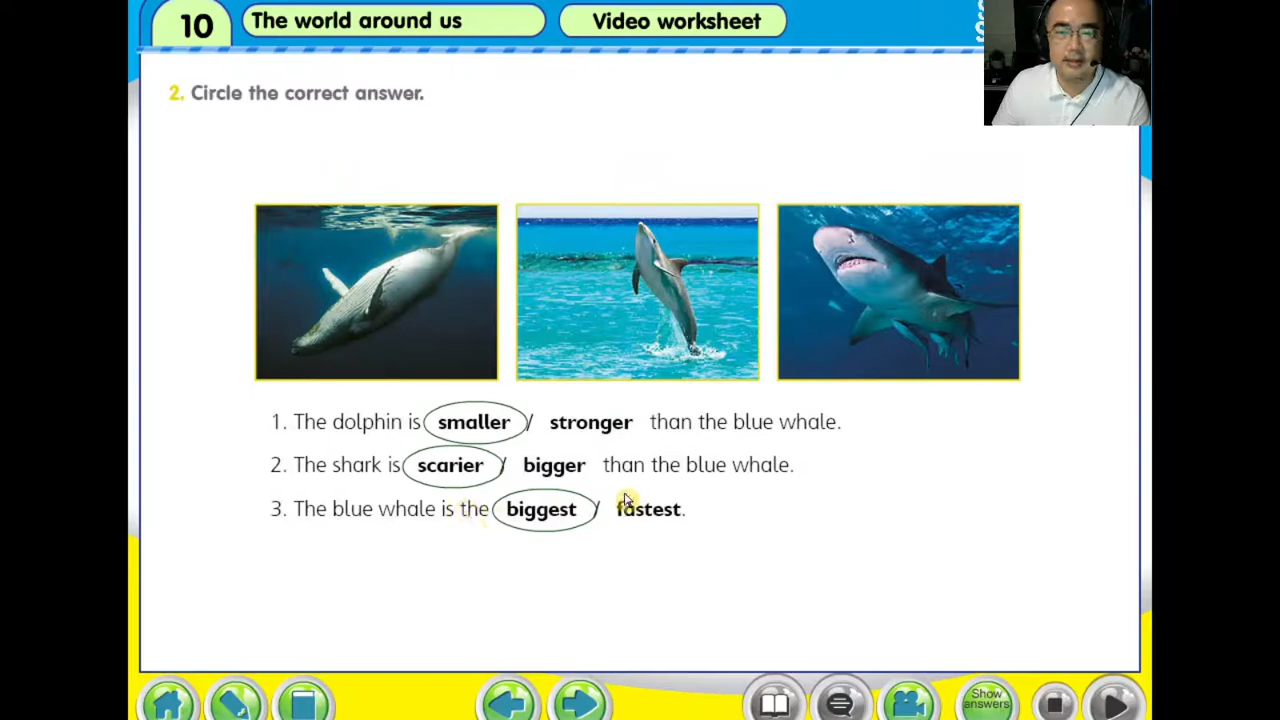 10 The world around us Video worksheet
2. Circle the correct answer.
1. The dolphin is smaller / stronger than the blue whale.
2. The shark is scarier / bigger than the blue whale.
3. The blue whale is the biggest / fastest.
Show
answers